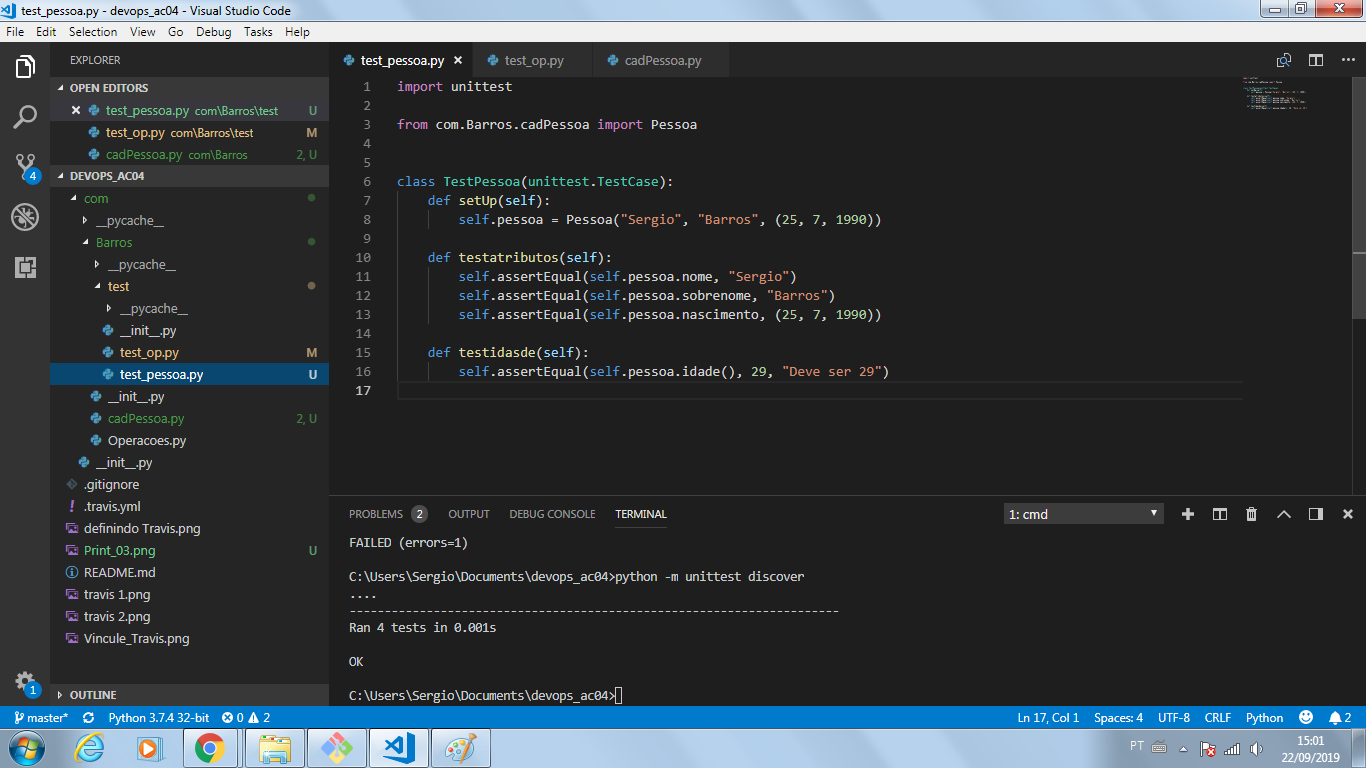 test_pessoa.py - devops_ac04 - Visual Studio Code
File Edit Selection View Go Debug Tasks Help
EXPLORER
OPEN EDITORS
test_pessoa.py com\Barros\test U
test_op.py com\Barros\test M
cadPessoa.py com\Barros 2, U
DEVOPS_AC04
com
__pycache__
Barros
__pycache__
test
__pycache__
__init__.py
test_op.py M
test_pessoa.py U
__init__.py
cadPessoa.py 2, U
Operacoes.py
__init__.py
.gitignore
.travis.yml
definindo Travis.png
Print_03.png U
README.md
travis 1.png
travis 2.png
Vincule_Travis.png
OUTLINE
4
1
test_pessoa.py test_op.py cadPessoa.py
1 import unittest
2
3 from com.Barros.cadPessoa import Pessoa
4
5
6 class TestPessoa(unittest.TestCase):
7 def setUp(self):
8 self.pessoa = Pessoa("Sergio", "Barros", (25, 7, 1990))
9
10 def testatributos(self):
11 self.assertEqual(self.pessoa.nome, "Sergio")
12 self.assertEqual(self.pessoa.sobrenome, "Barros")
13 self.assertEqual(self.pessoa.nascimento, (25, 7, 1990))
14
15 def testidasde(self):
16 self.assertEqual(self.pessoa.idade(), 29, "Deve ser 29")
17
PROBLEMS 2 OUTPUT DEBUG CONSOLE TERMINAL 1: cmd
FAILED (errors=1)
C:\Users\Sergio\Documents\devops_ac04>python -m unittest discover
....
----------------------------------------------------------------------
Ran 4 tests in 0.001s
OK
C:\Users\Sergio\Documents\devops_ac04>
master* Python 3.7.4 32-bit 0 2 Ln 17, Col 1 Spaces: 4 UTF-8 CRLF Python 2
PT 15:01
22/09/2019